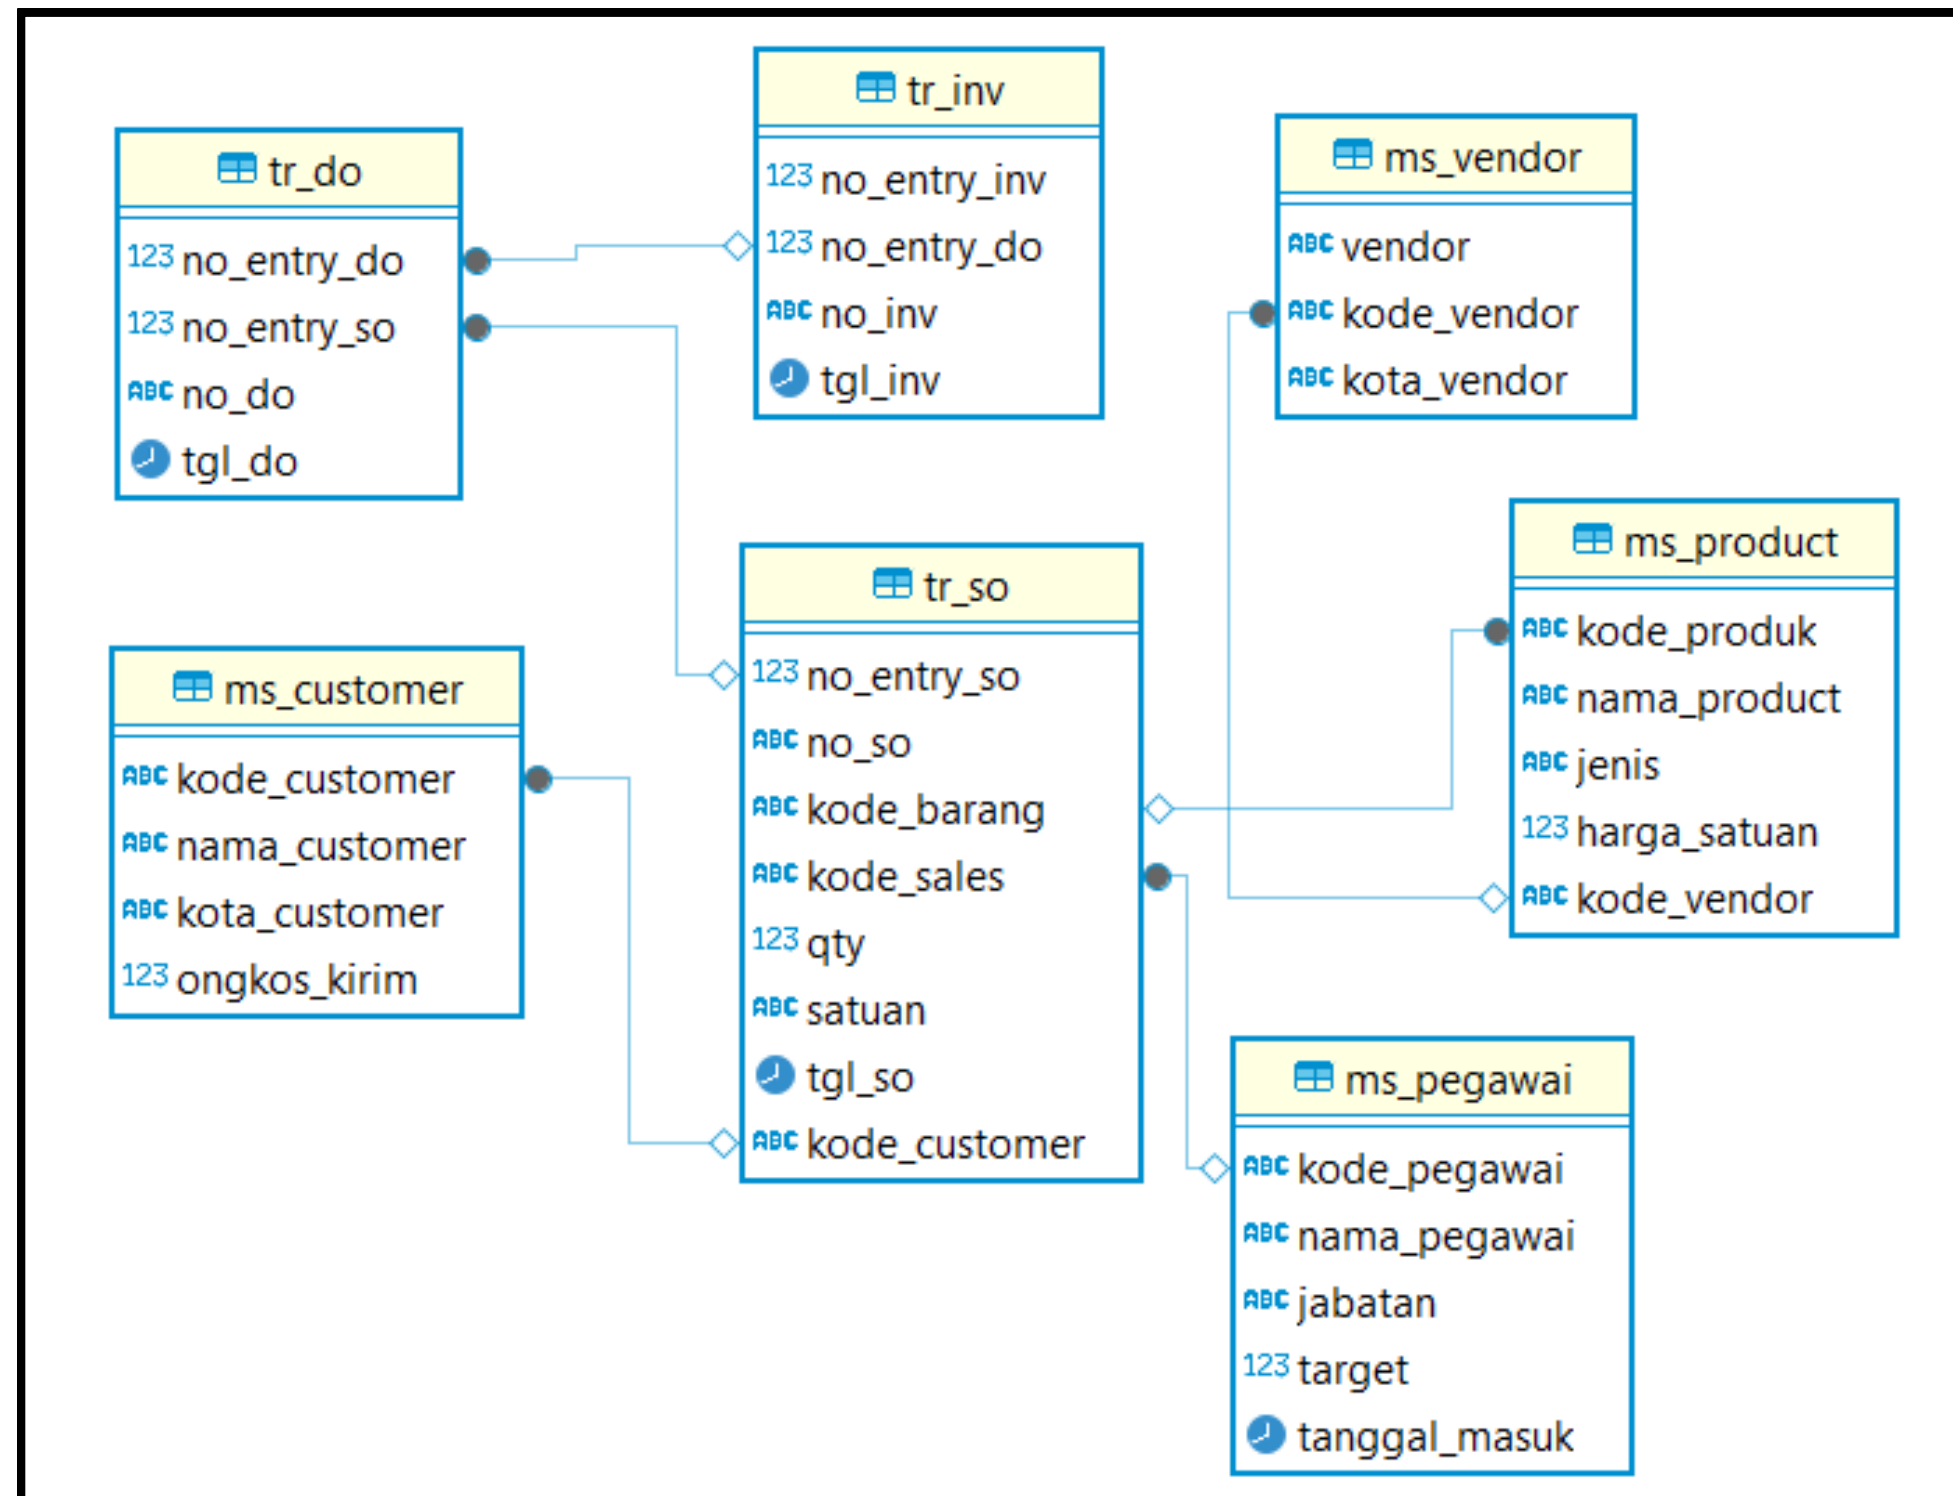 tr_do
123 no_entry_do
123 no_entry_so
ABC no_do
tgl_do
tr_inv
123 no_entry_inv
123 no_entry_do
ABC no_inv
tgl_inv
ms_vendor
ABC vendor
ABC kode_vendor
ABC kota_vendor
ms_customer
ABC kode_customer
ABC nama_customer
ABC kota_customer
123 ongkos_kirim
tr_so
123 no_entry_so
ABC no_so
ABC kode_barang
ABC kode_sales
123 qty
ABC satuan
tgl_so
ABC kode_customer
ms_product
ABC kode_produk
ABC nama_product
ABC jenis
123 harga_satuan
ABC kode_vendor
ms_pegawai
ABC kode_pegawai
ABC nama_pegawai
ABC jabatan
123 target
tanggal_masuk